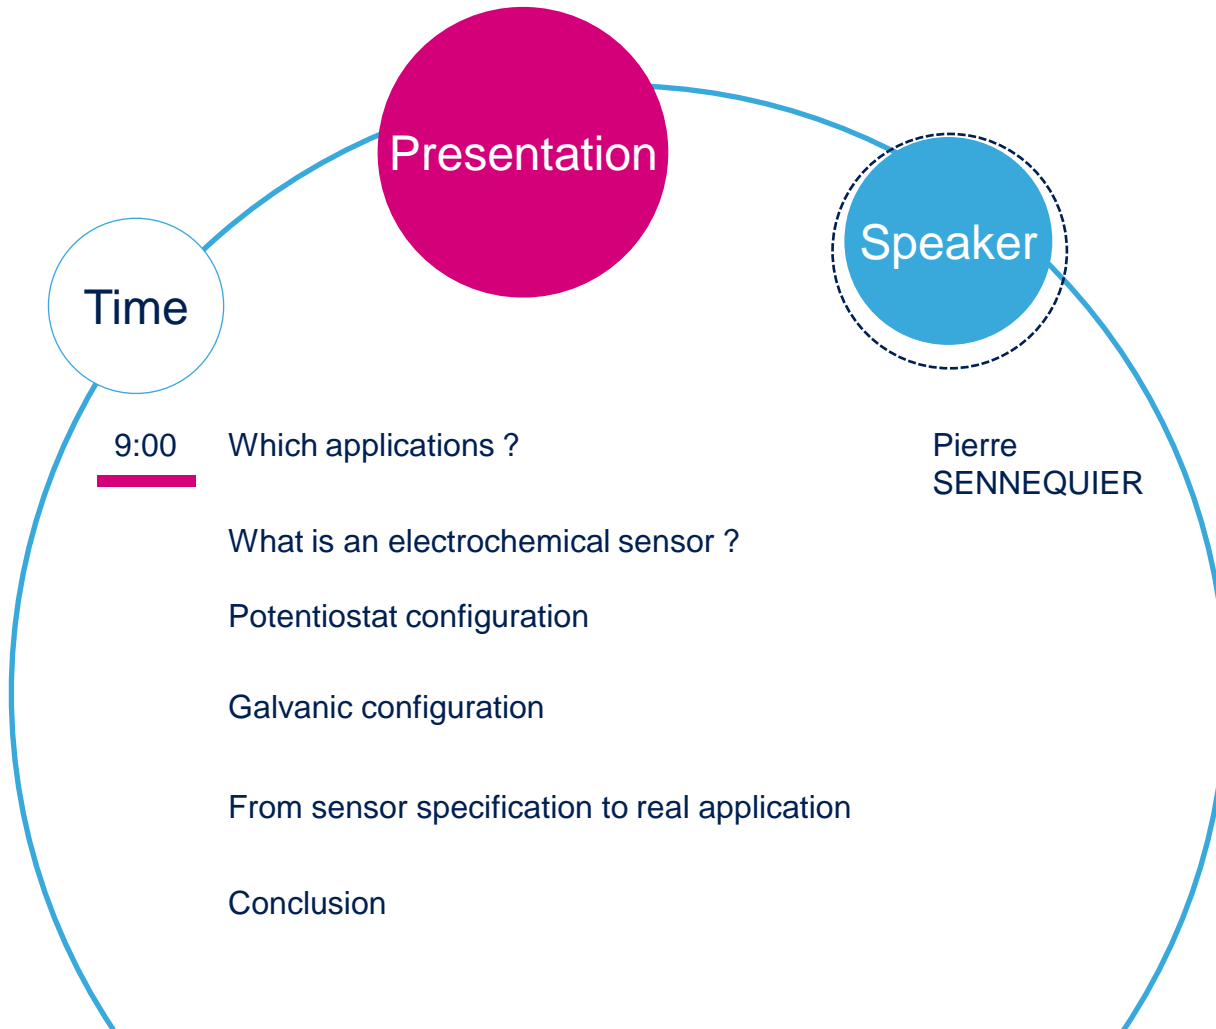 Presentation
Speaker
Time
9:00
Which applications ?
Pierre
SENNEQUIER
What is an electrochemical sensor ?
Potentiostat configuration
Galvanic configuration
From sensor specification to real application
Conclusion